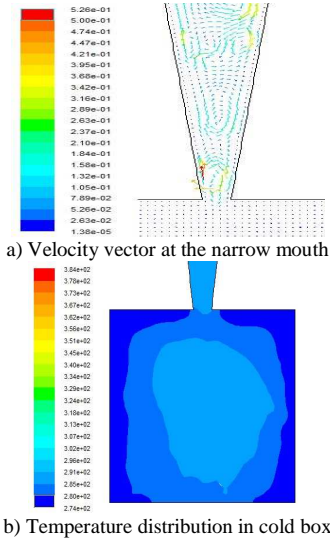 5.26e-01
5.00e-01
4.74e-01
4.47e-01
4.21e-01
3.95e-01
3.68e-01
3.42e-01
3.16e-01
2.89e-01
2.63e-01
2.37e-01
2.10e-01
1.84e-01
1.58e-01
1.32e-01
1.05e-01
7.89e-02
5.26e-02
2.63e-02
1.38e-05
a) Velocity vector at the narrow mouth
3.84e+02
3.78e+02
3.73e+02
3.67e+02
3.62e+02
3.56e+02
3.51e+02
3.45e+02
3.40e+02
3.34e+02
3.29e+02
3.24e+02
3.18e+02
3.13e+02
3.07e+02
3.02e+02
2.96e+02
2.91e+02
2.85e+02
2.80e+02
2.74e+02
b) Temperature distribution in cold box